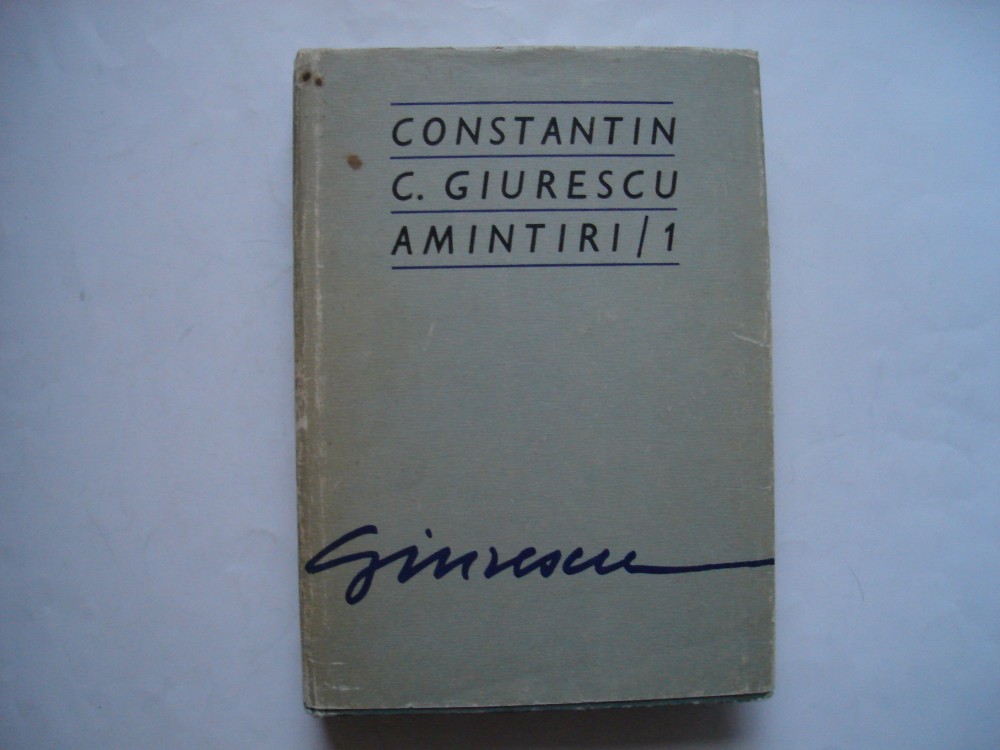 CONSTANTIN
C. GIURESCU
AMINTIRI / 1
Giurescu